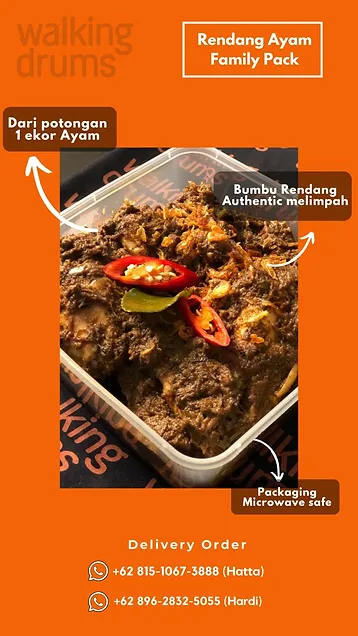 walking
drums
Rendang Ayam
Family Pack
Dari potongan
1 ekor Ayam
Bumbu Rendang
Authentic melimpah
Packaging
Microwave safe
Delivery Order
+62 815-1067-3888 (Hatta)
+62 896-2832-5055 (Hardi)